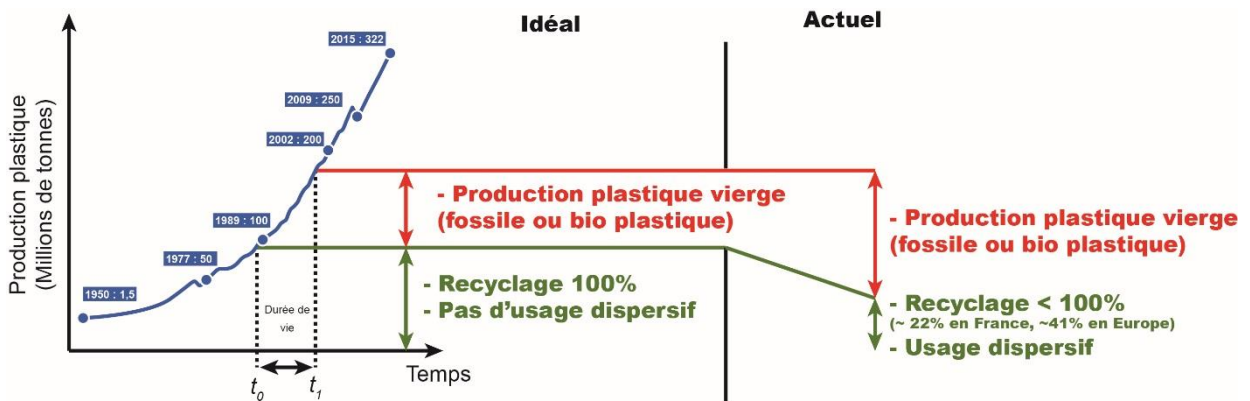 Idéal
Actuel
Production plastique
(Millions de tonnes)
2015 : 322
2009 : 250
2002 : 200
1989 : 100
1977 : 50
1950 : 1,5
- Production plastique vierge
(fossile ou bio plastique)
- Recyclage 100%
- Pas d'usage dispersif
- Production plastique vierge
(fossile ou bio plastique)
- Recyclage < 100%
(~ 22% en France, ~41% en Europe)
- Usage dispersif
Durée de
vie
Temps
t0
t1